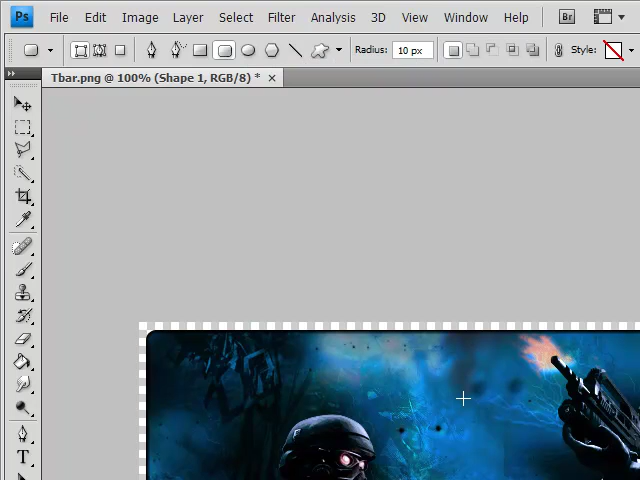 Ps File Edit Image Layer Select Filter Analysis 3D View Window Help Br
Radius: 10 px Style:
Tbar.png @ 100% (Shape 1, RGB/8) * ×
T